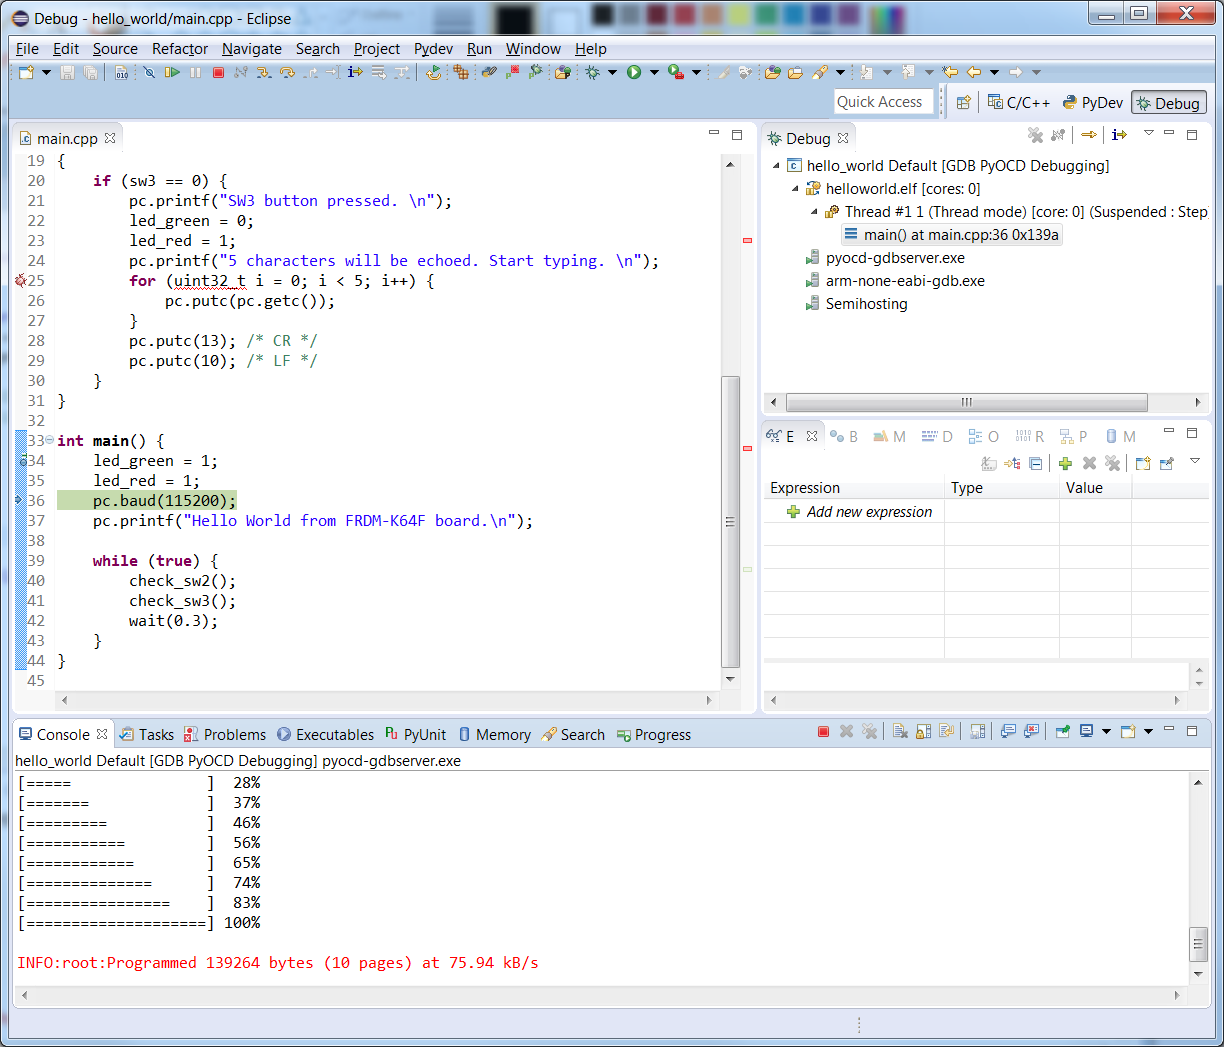 Debug - hello_world/main.cpp - Eclipse
File Edit Source Refactor Navigate Search Project Pydev Run Window Help
Quick Access C/C++ PyDev Debug
main.cpp
19 {
20 if (sw3 == 0) {
21 pc.printf("SW3 button pressed. \n");
22 led_green = 0;
23 led_red = 1;
24 pc.printf("5 characters will be echoed. Start typing. \n");
25 for (uint32_t i = 0; i < 5; i++) {
26 pc.putc(pc.getc());
27 }
28 pc.putc(13); /* CR */
29 pc.putc(10); /* LF */
30 }
31 }
32
33 int main() {
34 led_green = 1;
35 led_red = 1;
36 pc.baud(115200);
37 pc.printf("Hello World from FRDM-K64F board.\n");
38
39 while (true) {
40 check_sw2();
41 check_sw3();
42 wait(0.3);
43 }
44 }
45
Debug
hello_world Default [GDB PyOCD Debugging]
helloworld.elf [cores: 0]
Thread #1 1 (Thread mode) [core: 0] (Suspended : Step
main() at main.cpp:36 0x139a
pyocd-gdbserver.exe
arm-none-eabi-gdb.exe
Semihosting
E B M D O R P M
Expression Type Value
Add new expression
Console Tasks Problems Executables PyUnit Memory Search Progress
hello_world Default [GDB PyOCD Debugging] pyocd-gdbserver.exe
[=====               ]  28%
[=======             ]  37%
[=========           ]  46%
[===========         ]  56%
[============        ]  65%
[==============      ]  74%
[================    ]  83%
[====================] 100%
INFO:root:Programmed 139264 bytes (10 pages) at 75.94 kB/s